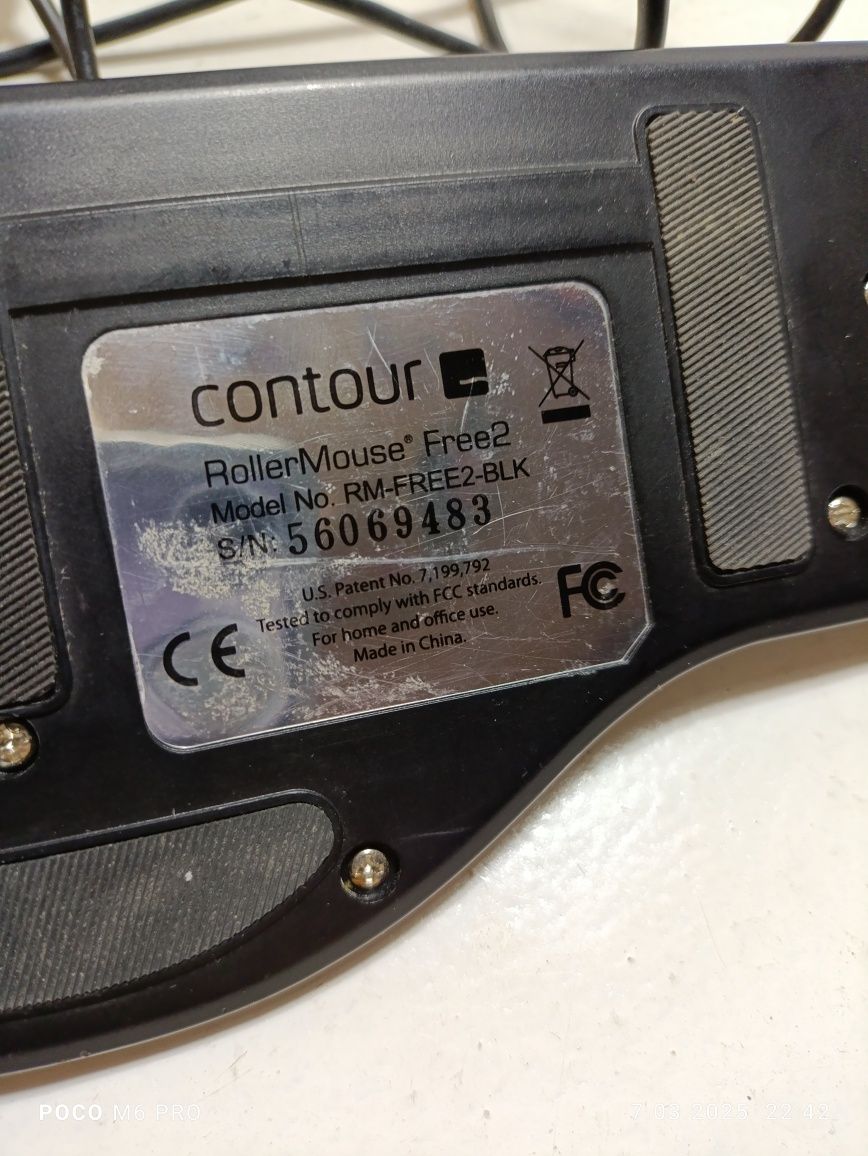 contour
RollerMouse® Free2
Model No. RM-FREE2-BLK
S/N: 56069483
U.S. Patent No. 7,199,792
Tested to comply with FCC standards.
For home and office use.
Made in China.
CE
FC
POCO M6 PRO
7.03.2025 22:42